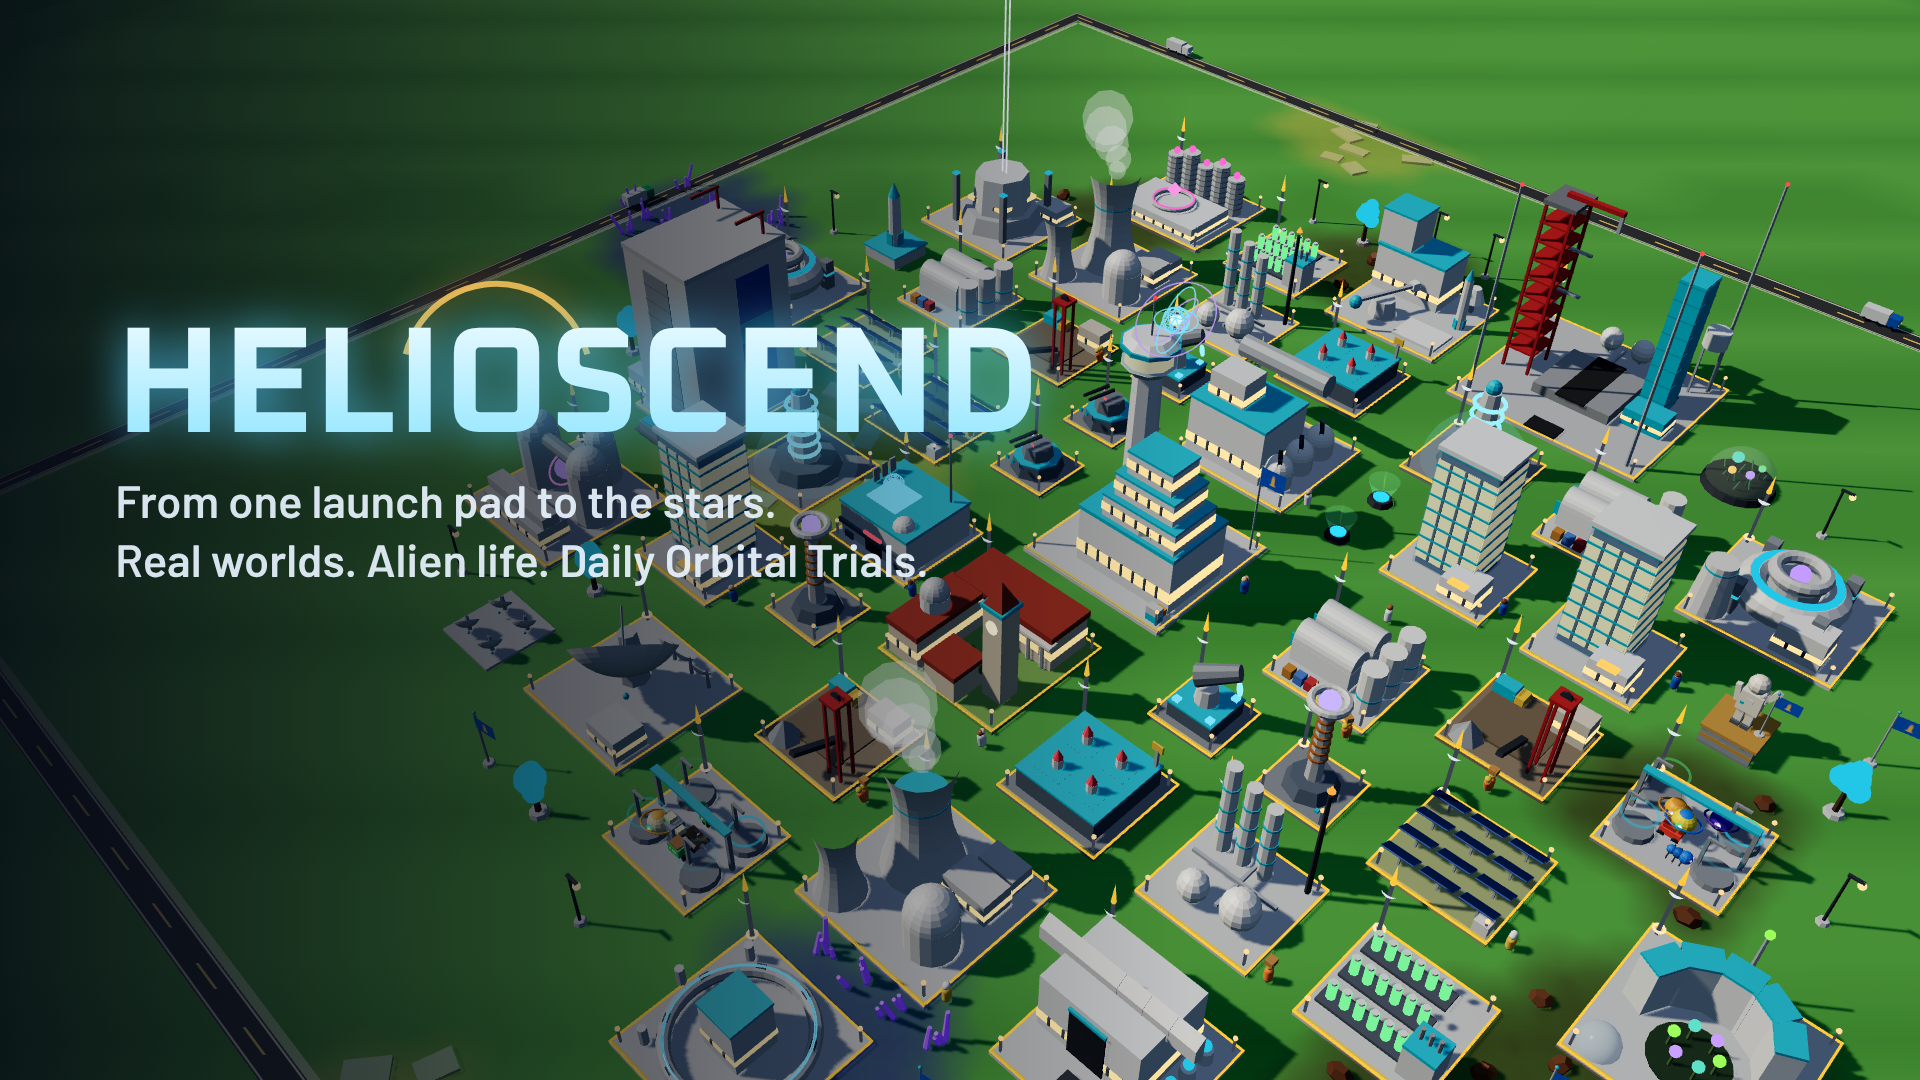 HELIOSCEND
From one launch pad to the stars.
Real worlds. Alien life. Daily Orbital Trials.